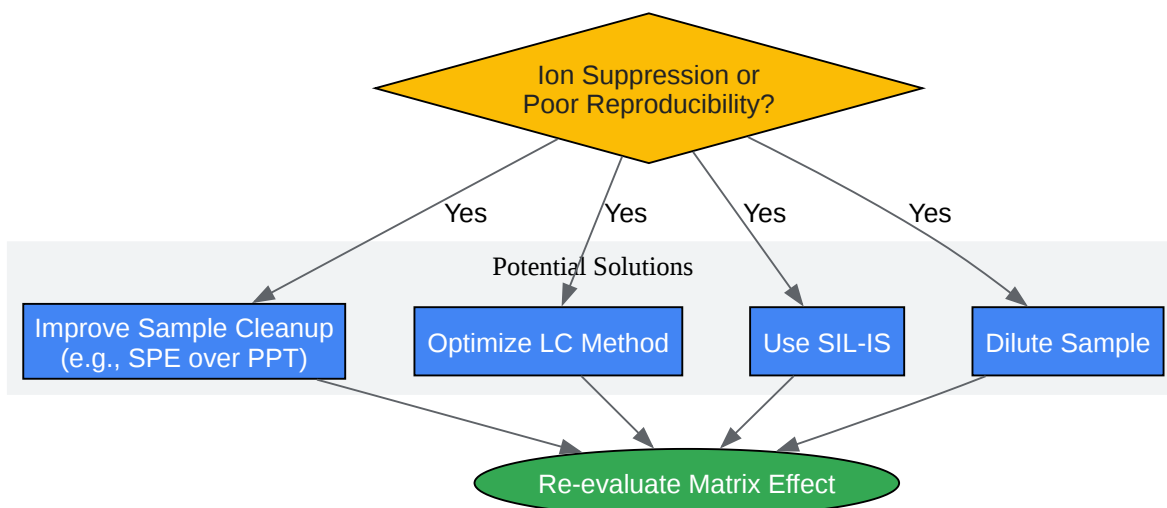 Ion Suppression or
Poor Reproducibility?
Yes
Yes
Yes
Yes
Potential Solutions
Improve Sample Cleanup
(e.g., SPE over PPT)
Optimize LC Method
Use SIL-IS
Dilute Sample
Re-evaluate Matrix Effect